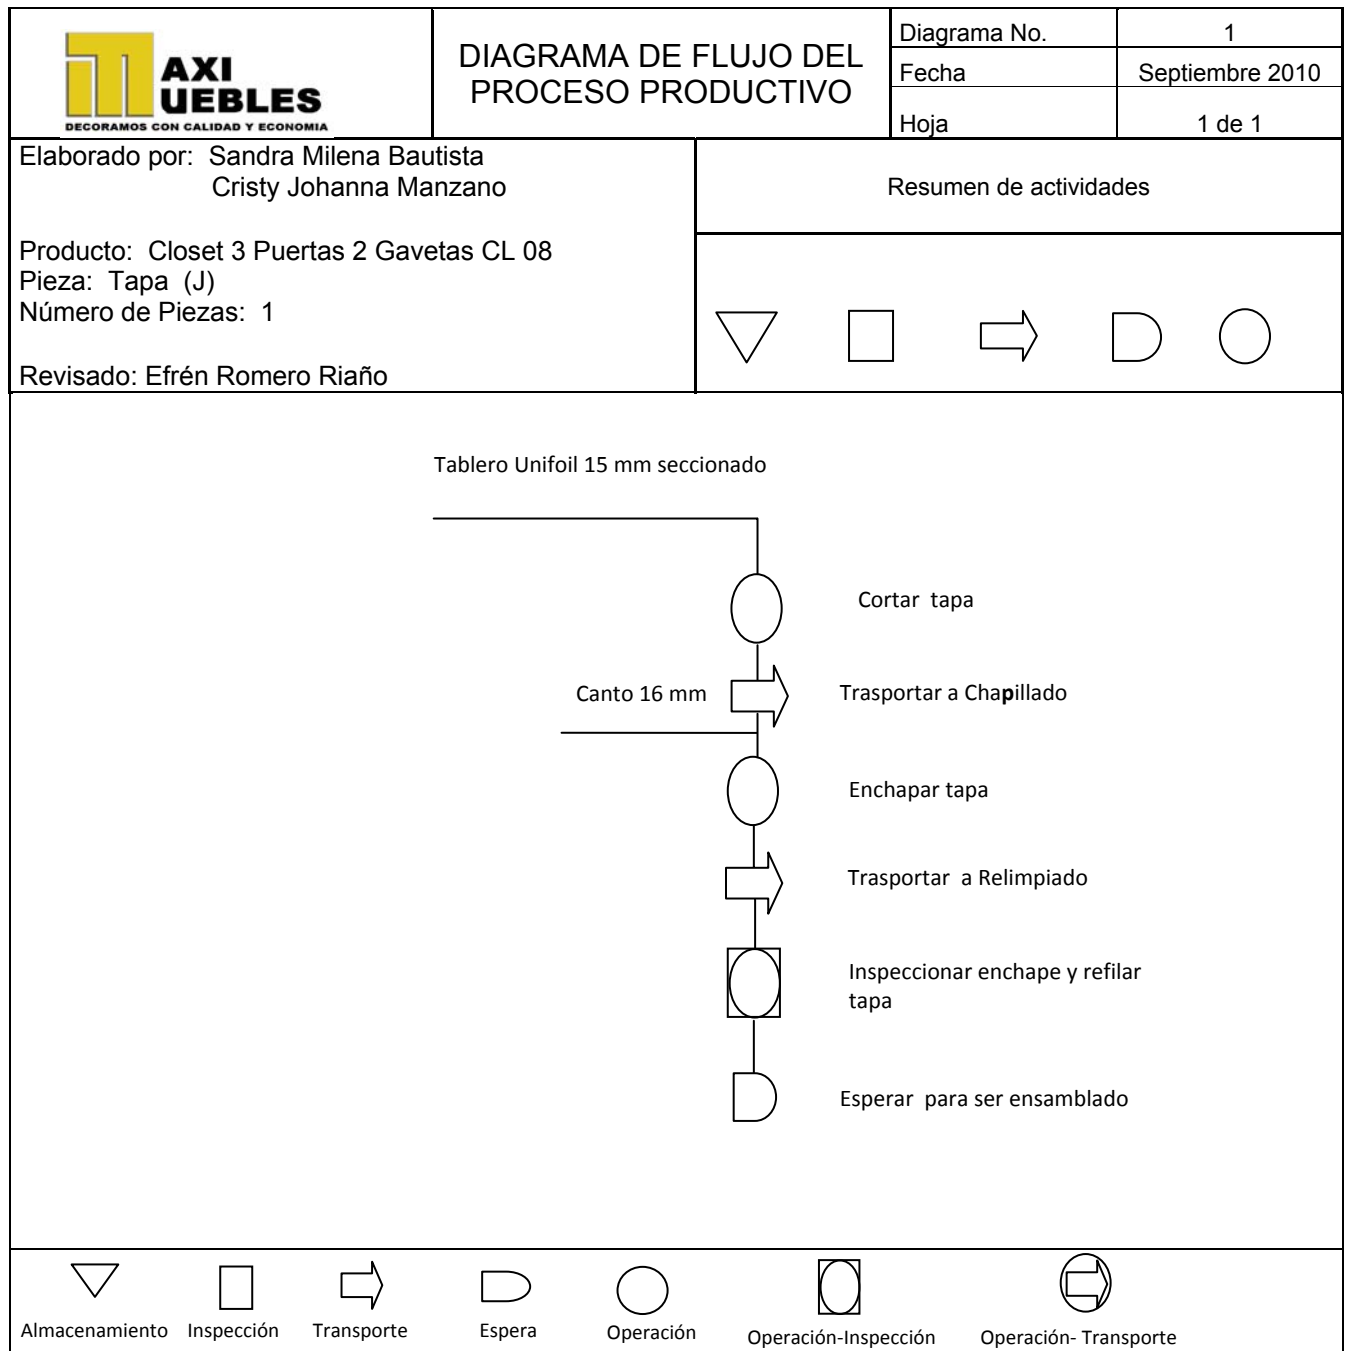 AXI
UEBLES
DECORAMOS CON CALIDAD Y ECONOMIA
DIAGRAMA DE FLUJO DEL
PROCESO PRODUCTIVO
Diagrama No. 1
Fecha Septiembre 2010
Hoja 1 de 1
Elaborado por: Sandra Milena Bautista
Cristy Johanna Manzano
Producto: Closet 3 Puertas 2 Gavetas CL 08
Pieza: Tapa (J)
Número de Piezas: 1
Revisado: Efrén Romero Riaño
Resumen de actividades
Tablero Unifoil 15 mm seccionado
Cortar tapa
Canto 16 mm
Trasportar a Chapillado
Enchapar tapa
Trasportar a Relimpiado
Inspeccionar enchape y refilar
tapa
Esperar para ser ensamblado
Almacenamiento Inspección Transporte Espera Operación Operación-Inspección Operación- Transporte